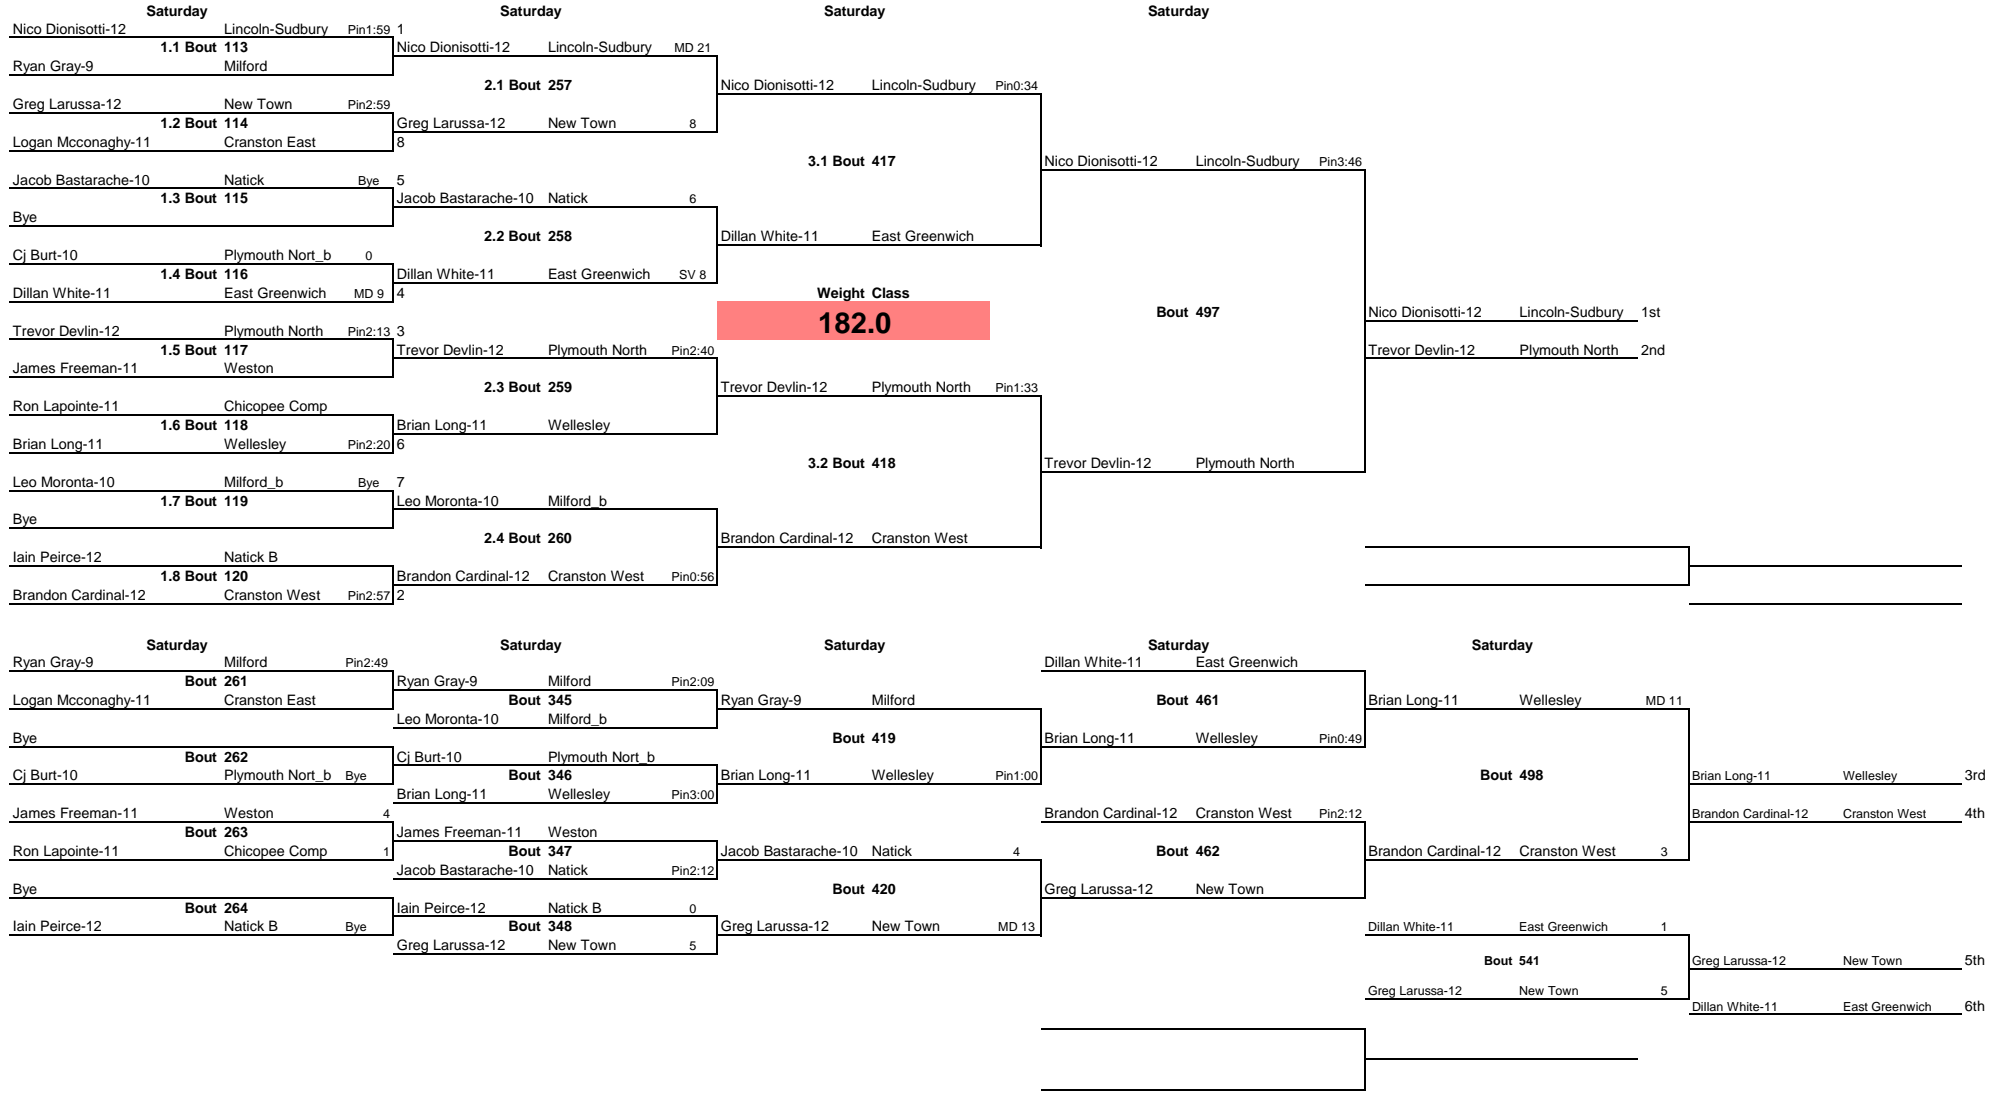 Saturday Saturday Saturday Saturday
Nico Dionisotti-12 Lincoln-Sudbury Pin1:59 1
1.1 Bout 113 Nico Dionisotti-12 Lincoln-Sudbury MD 21
Ryan Gray-9 Milford
2.1 Bout 257 Nico Dionisotti-12 Lincoln-Sudbury Pin0:34
Greg Larussa-12 New Town Pin2:59
1.2 Bout 114 Greg Larussa-12 New Town 8
Logan Mcconaghy-11 Cranston East 8
3.1 Bout 417 Nico Dionisotti-12 Lincoln-Sudbury Pin3:46
Jacob Bastarache-10 Natick Bye 5
1.3 Bout 115 Jacob Bastarache-10 Natick 6
Bye
2.2 Bout 258 Dillan White-11 East Greenwich
Cj Burt-10 Plymouth Nort_b 0
1.4 Bout 116 Dillan White-11 East Greenwich SV 8
Dillan White-11 East Greenwich MD 9 4 Weight Class
Bout 497 Nico Dionisotti-12 Lincoln-Sudbury 1st
182.0
Trevor Devlin-12 Plymouth North Pin2:13 3
1.5 Bout 117 Trevor Devlin-12 Plymouth North Pin2:40 Trevor Devlin-12 Plymouth North 2nd
James Freeman-11 Weston
2.3 Bout 259 Trevor Devlin-12 Plymouth North Pin1:33
Ron Lapointe-11 Chicopee Comp
1.6 Bout 118 Brian Long-11 Wellesley
Brian Long-11 Wellesley Pin2:20 6
3.2 Bout 418 Trevor Devlin-12 Plymouth North
Leo Moronta-10 Milford_b Bye 7
1.7 Bout 119 Leo Moronta-10 Milford_b
Bye
2.4 Bout 260 Brandon Cardinal-12 Cranston West
Iain Peirce-12 Natick B
1.8 Bout 120 Brandon Cardinal-12 Cranston West Pin0:56
Brandon Cardinal-12 Cranston West Pin2:57 2
Saturday Saturday Saturday Saturday Saturday
Ryan Gray-9 Milford Pin2:49 Dillan White-11 East Greenwich
Bout 261 Ryan Gray-9 Milford Pin2:09
Logan Mcconaghy-11 Cranston East Bout 345 Ryan Gray-9 Milford Bout 461 Brian Long-11 Wellesley MD 11
Leo Moronta-10 Milford_b
Bye Bout 419 Brian Long-11 Wellesley Pin0:49
Bout 262 Cj Burt-10 Plymouth Nort_b
Cj Burt-10 Plymouth Nort_b Bye Bout 346 Brian Long-11 Wellesley Pin1:00 Bout 498 Brian Long-11 Wellesley 3rd
Brian Long-11 Wellesley Pin3:00
James Freeman-11 Weston 4 Brandon Cardinal-12 Cranston West Pin2:12 Brandon Cardinal-12 Cranston West 4th
Bout 263 James Freeman-11 Weston
Ron Lapointe-11 Chicopee Comp 1 Bout 347 Jacob Bastarache-10 Natick 4 Bout 462 Brandon Cardinal-12 Cranston West 3
Jacob Bastarache-10 Natick Pin2:12
Bye Bout 420 Greg Larussa-12 New Town
Bout 264 Iain Peirce-12 Natick B 0
Iain Peirce-12 Natick B Bye Bout 348 Greg Larussa-12 New Town MD 13 Dillan White-11 East Greenwich 1
Greg Larussa-12 New Town 5
Bout 541 Greg Larussa-12 New Town 5th
Greg Larussa-12 New Town 5
Dillan White-11 East Greenwich 6th